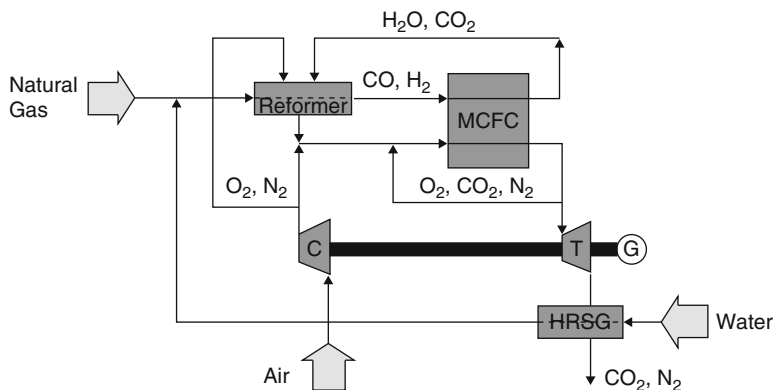 H₂O, CO₂
Natural
Gas
CO, H₂
Reformer
MCFC
O₂, N₂
O₂, CO₂, N₂
C
T
G
HRSG
Water
Air
CO₂, N₂